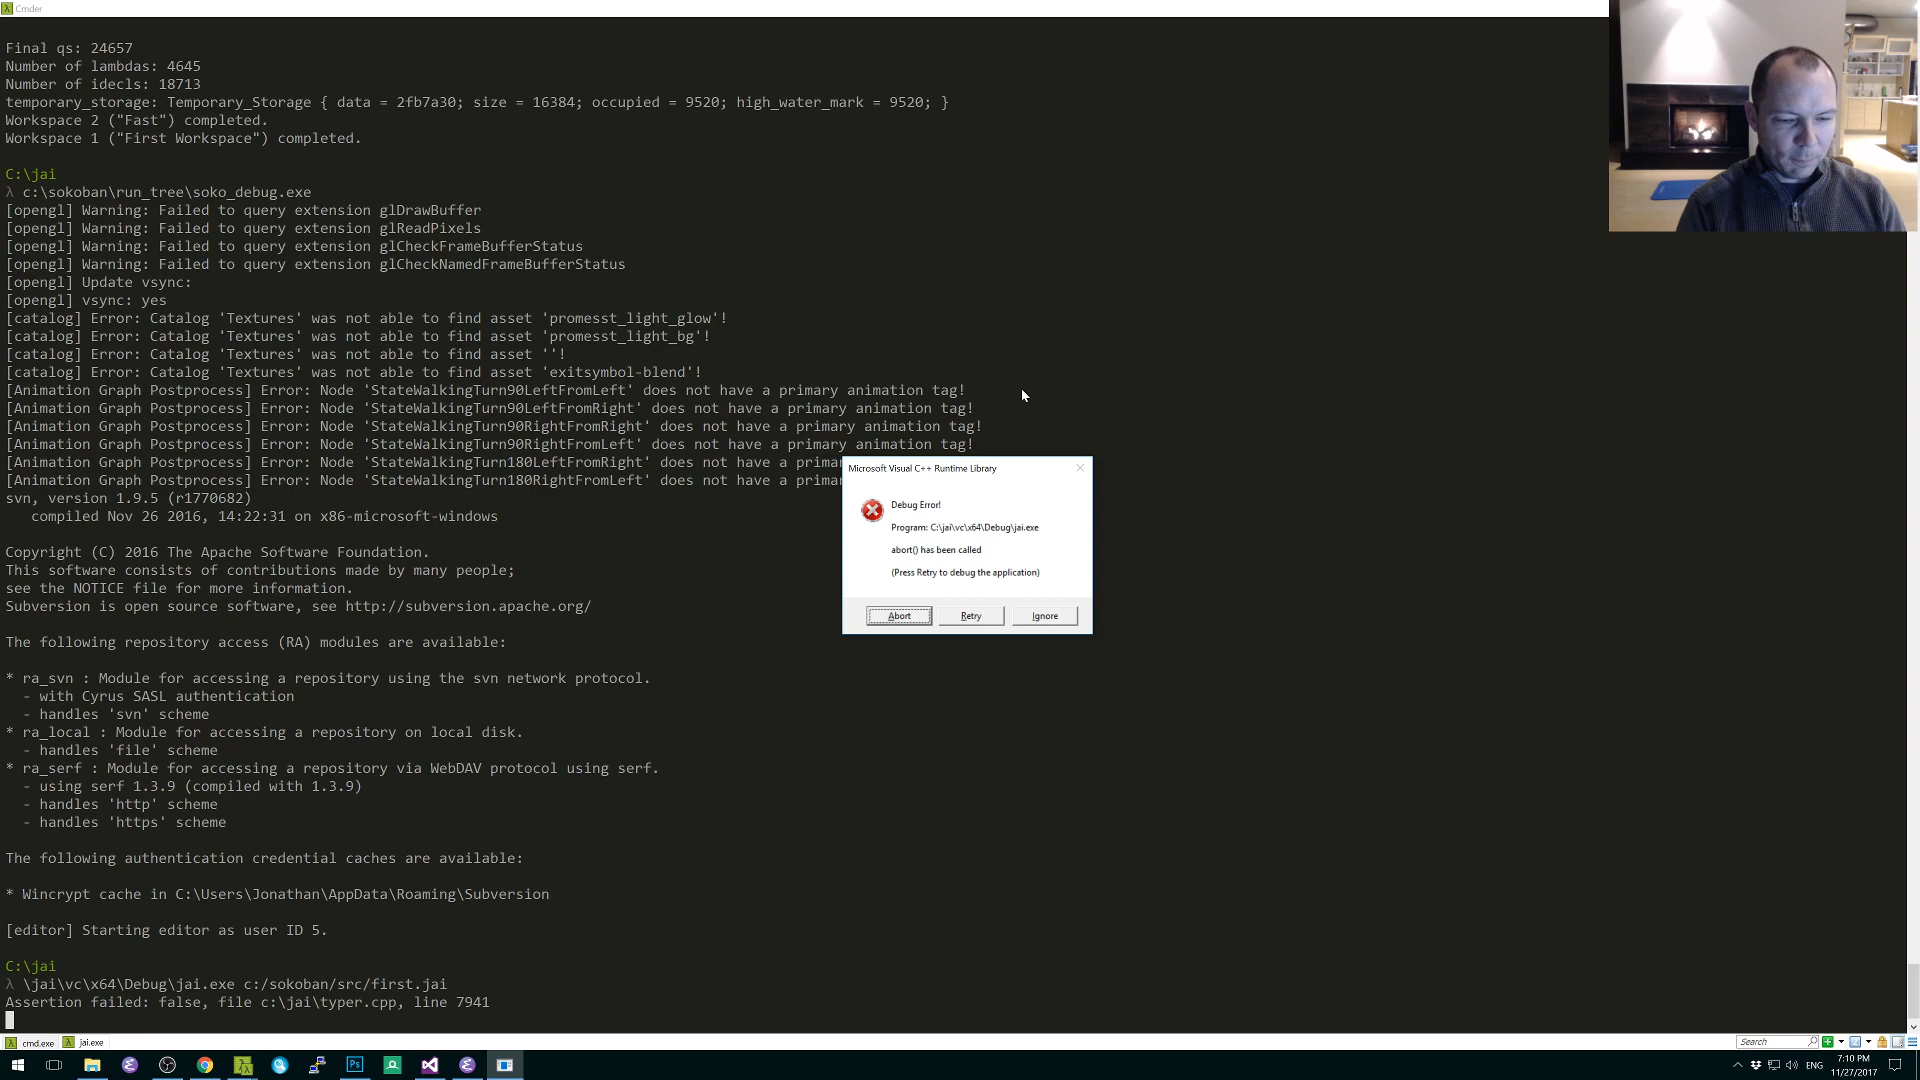 Cmder
Final qs: 24657
Number of lambdas: 4645
Number of idecls: 18713
temporary_storage: Temporary_Storage { data = 2fb7a30; size = 16384; occupied = 9520; high_water_mark = 9520; }
Workspace 2 ("Fast") completed.
Workspace 1 ("First Workspace") completed.
C:\jai
λ c:\sokoban\run_tree\soko_debug.exe
[opengl] Warning: Failed to query extension glDrawBuffer
[opengl] Warning: Failed to query extension glReadPixels
[opengl] Warning: Failed to query extension glCheckFrameBufferStatus
[opengl] Warning: Failed to query extension glCheckNamedFrameBufferStatus
[opengl] Update vsync:
[opengl] vsync: yes
[catalog] Error: Catalog 'Textures' was not able to find asset 'promesst_light_glow'!
[catalog] Error: Catalog 'Textures' was not able to find asset 'promesst_light_bg'!
[catalog] Error: Catalog 'Textures' was not able to find asset ''!
[catalog] Error: Catalog 'Textures' was not able to find asset 'exitsymbol-blend'!
[Animation Graph Postprocess] Error: Node 'StateWalkingTurn90LeftFromLeft' does not have a primary animation tag!
[Animation Graph Postprocess] Error: Node 'StateWalkingTurn90LeftFromRight' does not have a primary animation tag!
[Animation Graph Postprocess] Error: Node 'StateWalkingTurn90RightFromRight' does not have a primary animation tag!
[Animation Graph Postprocess] Error: Node 'StateWalkingTurn90RightFromLeft' does not have a primary animation tag!
[Animation Graph Postprocess] Error: Node 'StateWalkingTurn180LeftFromRight' does not have a prima
[Animation Graph Postprocess] Error: Node 'StateWalkingTurn180RightFromLeft' does not have a prima
svn, version 1.9.5 (r1770682)
compiled Nov 26 2016, 14:22:31 on x86-microsoft-windows
Copyright (C) 2016 The Apache Software Foundation.
This software consists of contributions made by many people;
see the NOTICE file for more information.
Subversion is open source software, see http://subversion.apache.org/
The following repository access (RA) modules are available:
* ra_svn : Module for accessing a repository using the svn network protocol.
- with Cyrus SASL authentication
- handles 'svn' scheme
* ra_local : Module for accessing a repository on local disk.
- handles 'file' scheme
* ra_serf : Module for accessing a repository via WebDAV protocol using serf.
- using serf 1.3.9 (compiled with 1.3.9)
- handles 'http' scheme
- handles 'https' scheme
The following authentication credential caches are available:
* Wincrypt cache in C:\Users\Jonathan\AppData\Roaming\Subversion
[editor] Starting editor as user ID 5.
C:\jai
λ \jai\vc\x64\Debug\jai.exe c:/sokoban/src/first.jai
Assertion failed: false, file c:\jai\typer.cpp, line 7941
Microsoft Visual C++ Runtime Library
Debug Error!
Program: C:\jai\vc\x64\Debug\jai.exe
abort() has been called
(Press Retry to debug the application)
Abort Retry Ignore
cmd.exe jai.exe
Search
ENG
7:10 PM
11/27/2017